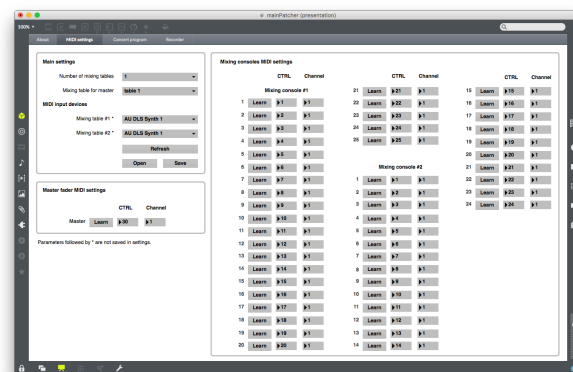 mainPatcher (presentation)
100%
About MIDI settings Concert program Recorder
Main settings
Number of mixing tables 1
Mixing table for master table 1
MIDI input devices
Mixing table #1 * AU DLS Synth 1
Mixing table #2 * AU DLS Synth 1
Refresh
Open Save
Master fader MIDI settings
CTRL Channel
Master Learn 30 1
Parameters followed by * are not saved in settings.
Mixing consoles MIDI settings
CTRL Channel
Mixing console #1
1 Learn 1 1
2 Learn 2 1
3 Learn 3 1
4 Learn 4 1
5 Learn 5 1
6 Learn 6 1
7 Learn 7 1
8 Learn 8 1
9 Learn 9 1
10 Learn 10 1
11 Learn 11 1
12 Learn 12 1
13 Learn 13 1
14 Learn 14 1
15 Learn 15 1
16 Learn 16 1
17 Learn 17 1
18 Learn 18 1
19 Learn 19 1
20 Learn 20 1
CTRL Channel
21 Learn 21 1
22 Learn 22 1
23 Learn 23 1
24 Learn 24 1
25 Learn 25 1
Mixing console #2
1 Learn 1 1
2 Learn 2 1
3 Learn 3 1
4 Learn 4 1
5 Learn 5 1
6 Learn 6 1
7 Learn 7 1
8 Learn 8 1
9 Learn 9 1
10 Learn 10 1
11 Learn 11 1
12 Learn 12 1
13 Learn 13 1
14 Learn 14 1
CTRL Channel
15 Learn 15 1
16 Learn 16 1
17 Learn 17 1
18 Learn 18 1
19 Learn 19 1
20 Learn 20 1
21 Learn 21 1
22 Learn 22 1
23 Learn 23 1
24 Learn 24 1